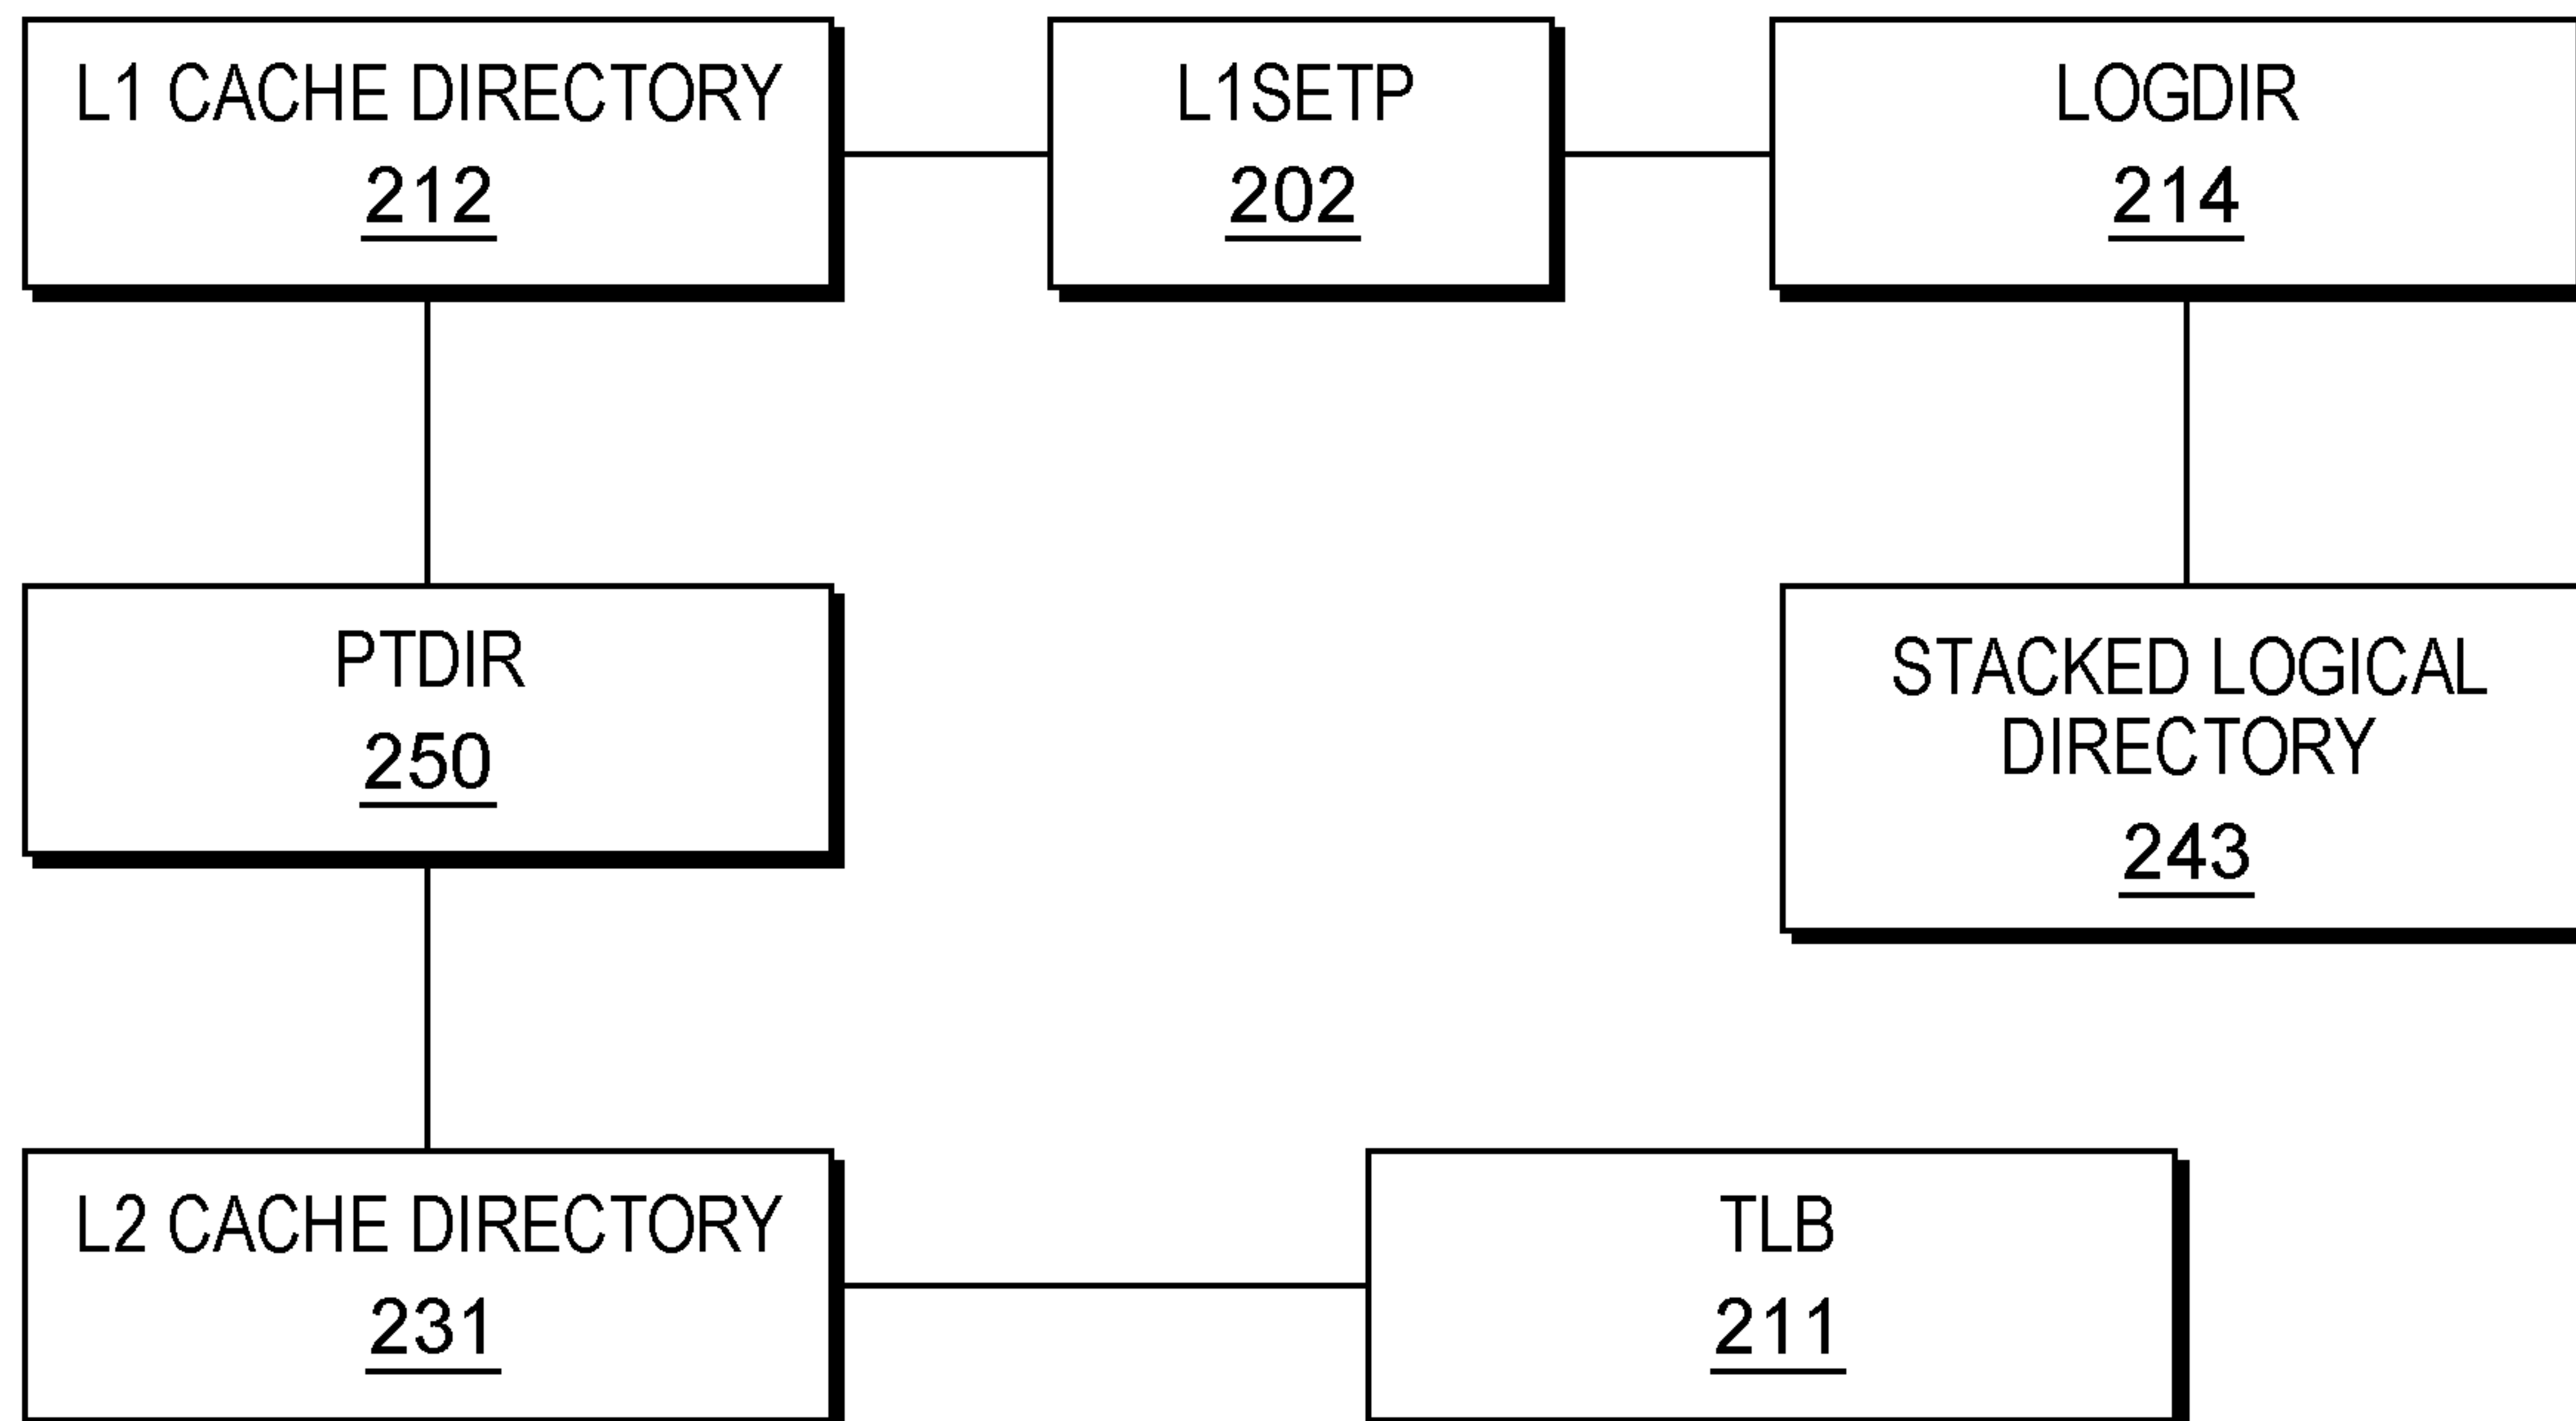 L1 CACHE DIRECTORY
212
L1SETP
202
LOGDIR
214
PTDIR
250
STACKED LOGICAL
DIRECTORY
243
L2 CACHE DIRECTORY
231
TLB
211